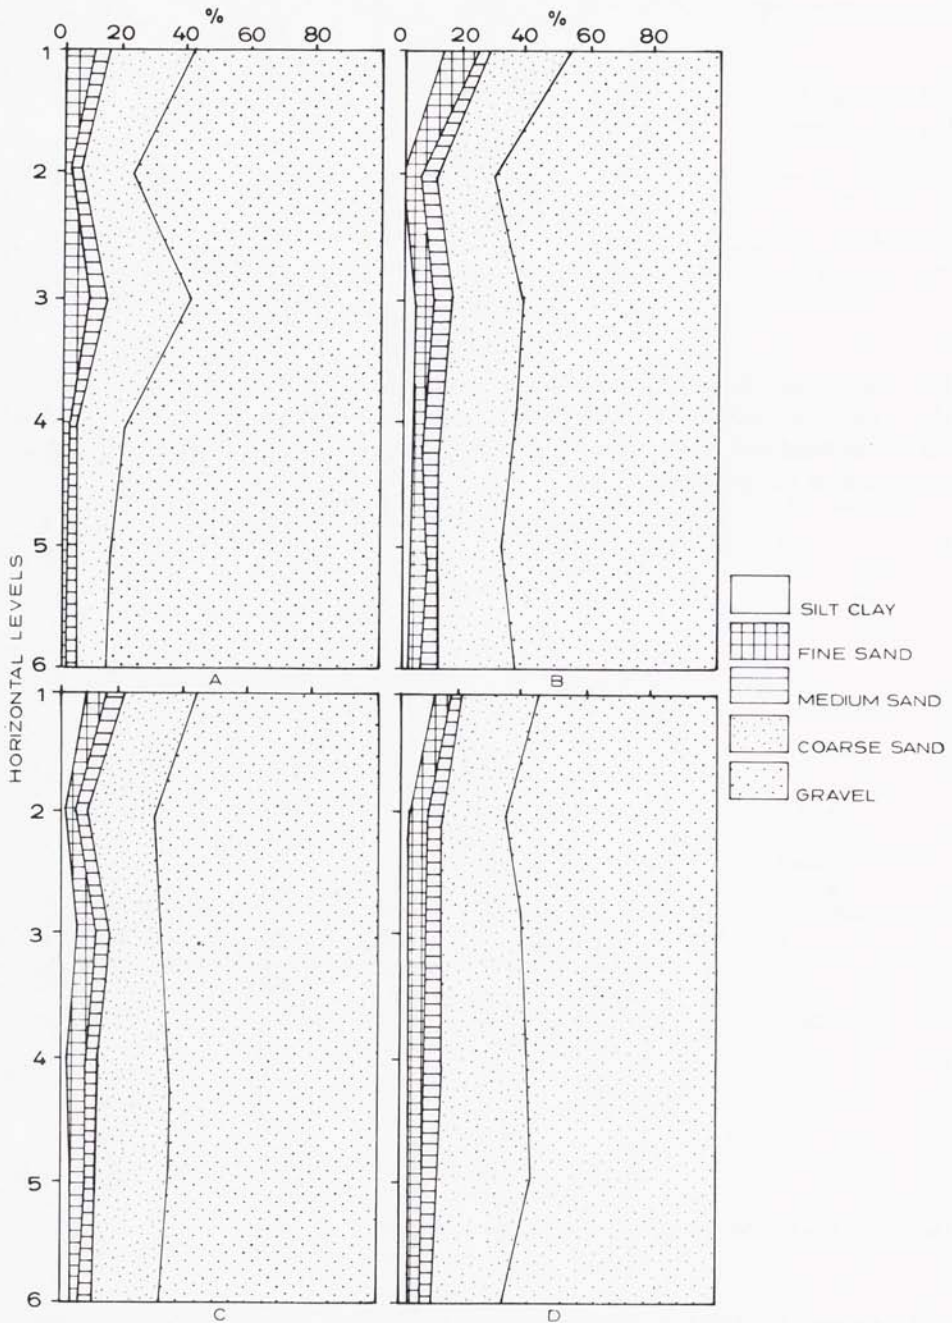 % %
0 20 40 60 80 0 20 40 60 80
1
2
3
4
5
6
A B
HORIZONTAL LEVELS
1
2
3
4
5
6
C D
SILT CLAY
FINE SAND
MEDIUM SAND
COARSE SAND
GRAVEL